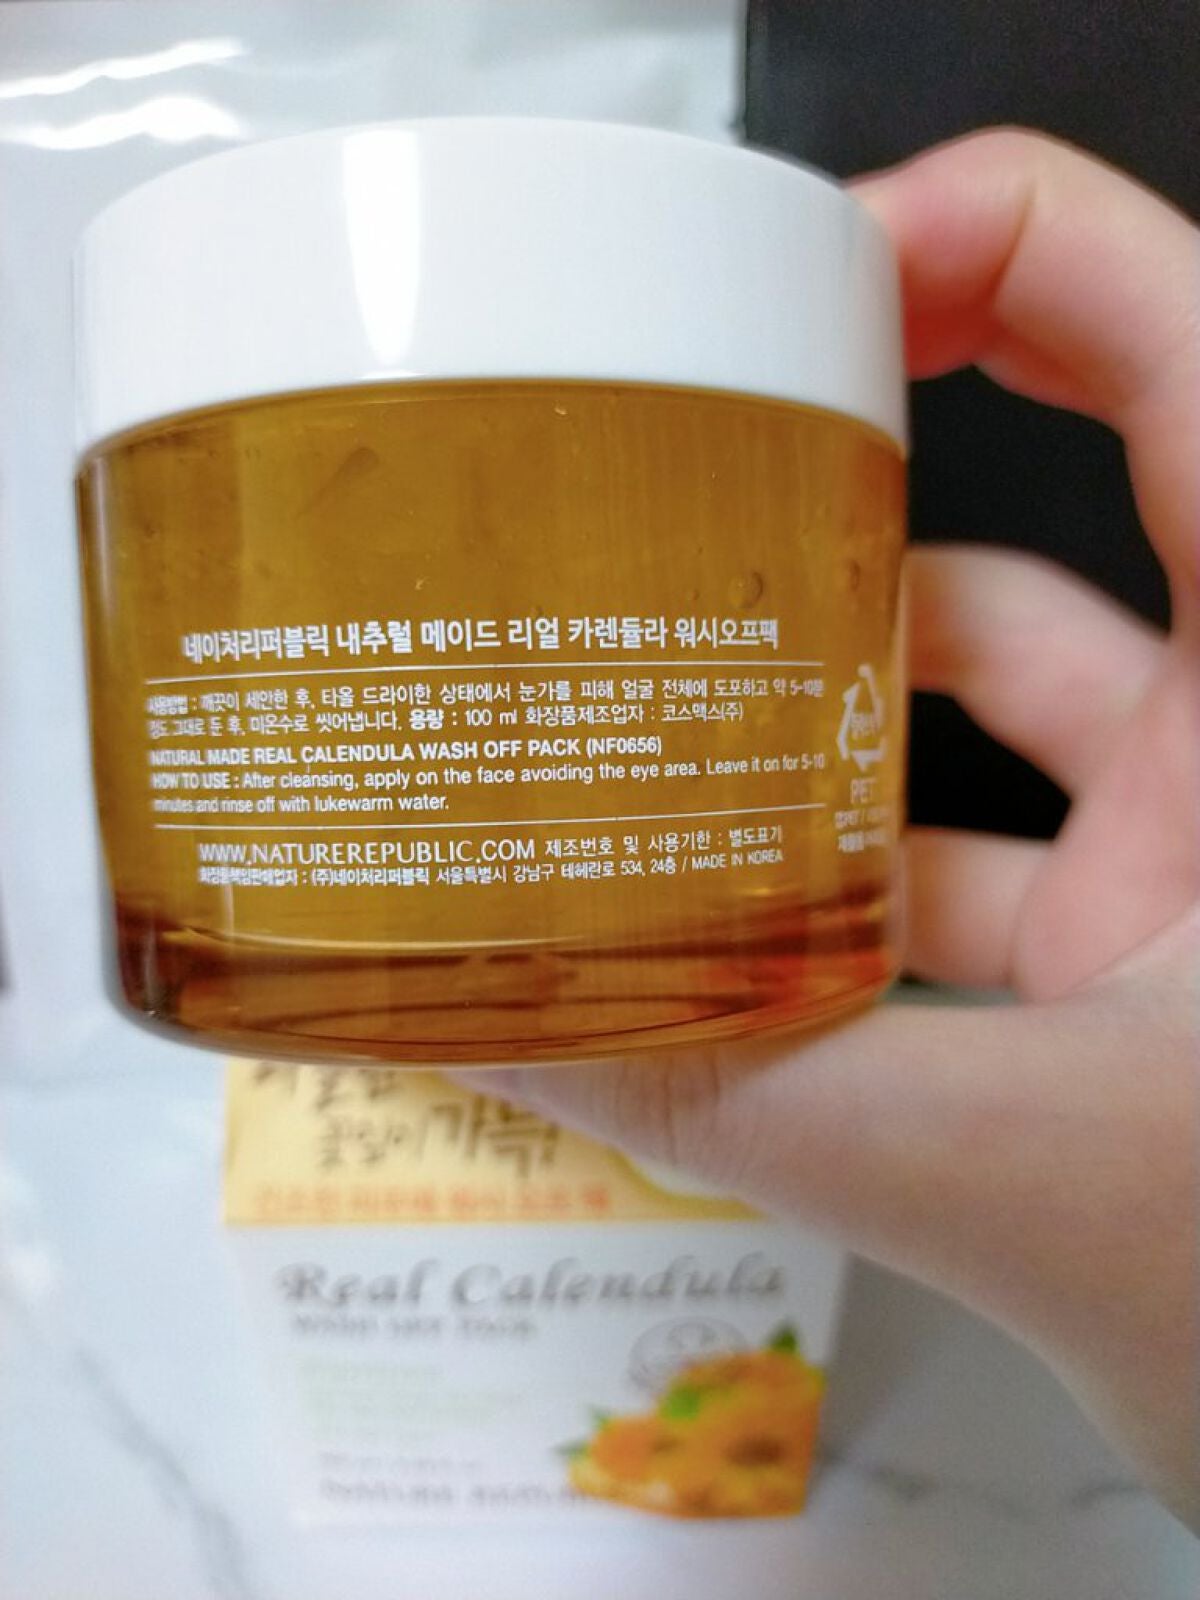 네이처리퍼블릭 내추럴 메이드 리얼 카렌듈라 워시오프팩
사용방법 : 깨끗이 세안한 후, 타올 드라이한 상태에서 눈가를 피해 얼굴 전체에 도포하고 약 5-10분
정도 그대로 둔 후, 미온수로 씻어냅니다. 용량 : 100 ml 화장품제조업자 : 코스맥스(주)
NATURAL MADE REAL CALENDULA WASH OFF PACK (NF0656)
HOW TO USE : After cleansing, apply on the face avoiding the eye area. Leave it on for 5-10
minutes and rinse off with lukewarm water.
WWW.NATUREREPUBLIC.COM 제조번호 및 사용기한 : 별도표기
화장품책임판매업자 : (주)네이처리퍼블릭 서울특별시 강남구 테헤란로 534, 24층 / MADE IN KOREA
PET
꽃잎이 가득!
Real Calendula